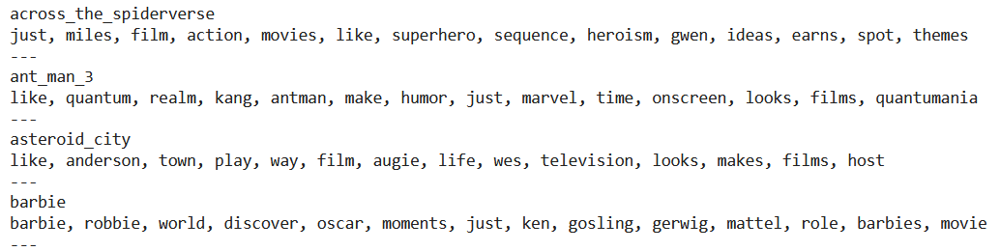 across_the_spiderverse
just, miles, film, action, movies, like, superhero, sequence, heroism, gwen, ideas, earns, spot, themes
---
ant_man_3
like, quantum, realm, kang, antman, make, humor, just, marvel, time, onscreen, looks, films, quantumania
---
asteroid_city
like, anderson, town, play, way, film, augie, life, wes, television, looks, makes, films, host
---
barbie
barbie, robbie, world, discover, oscar, moments, just, ken, gosling, gerwig, mattel, role, barbies, movie
---